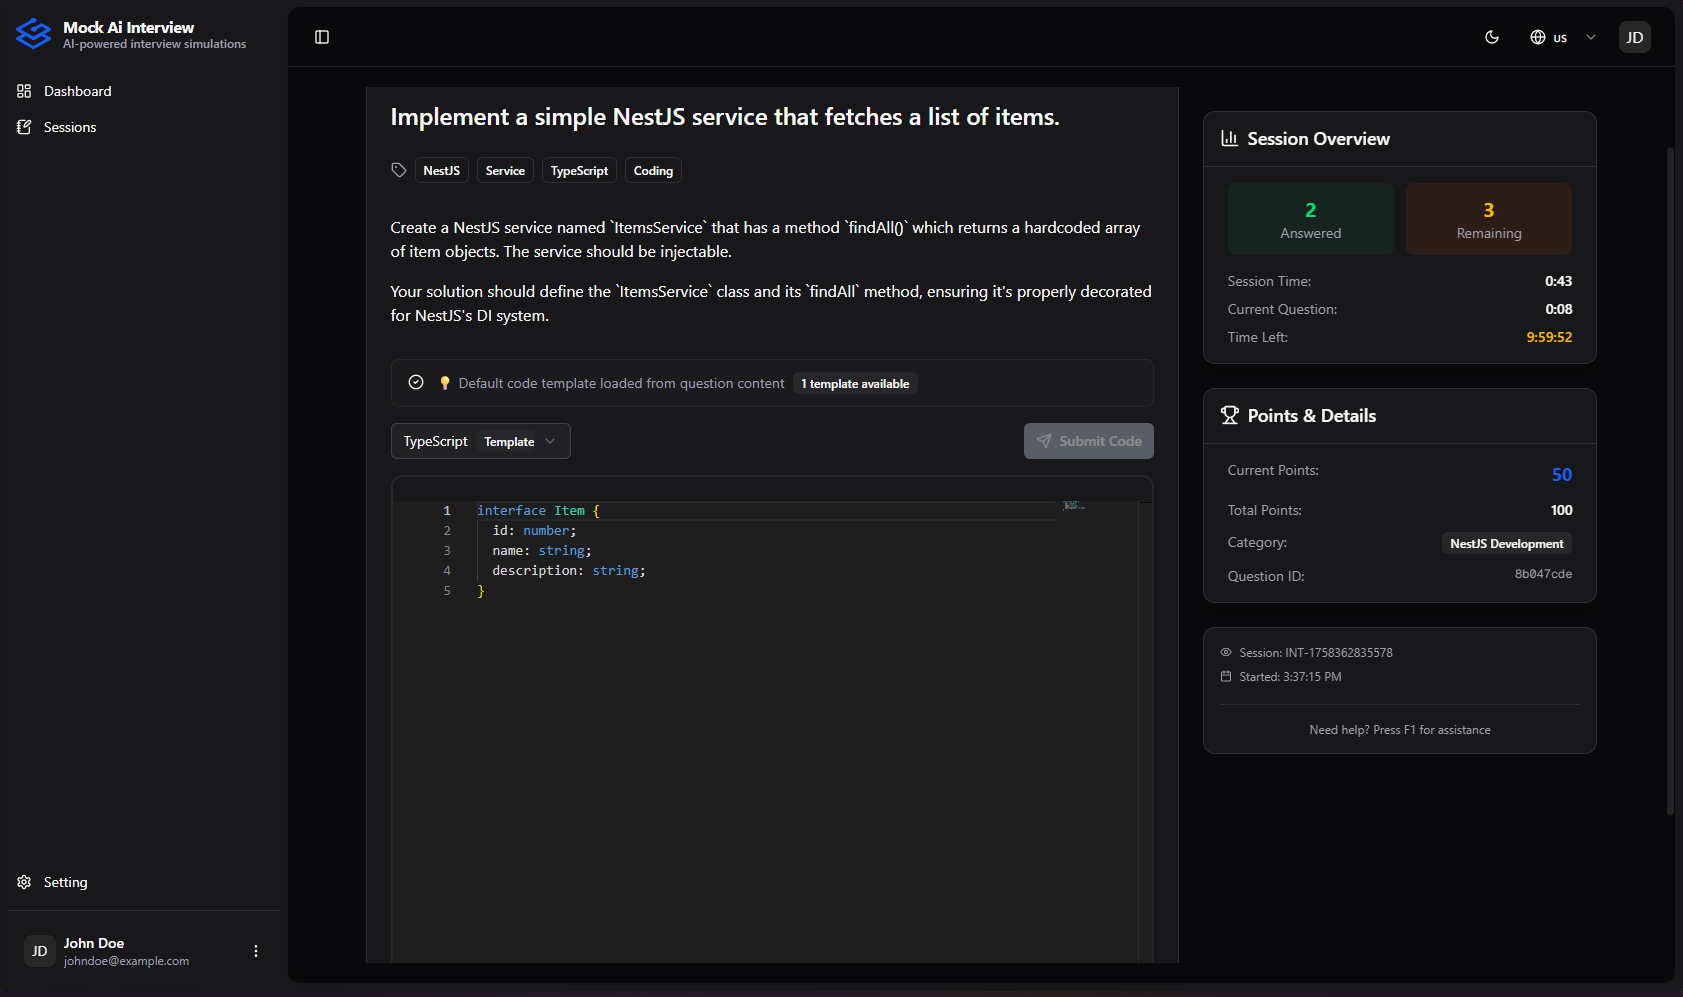 Mock Ai Interview
AI-powered interview simulations
Dashboard
Sessions
Setting
JD
John Doe
johndoe@example.com
us
JD
Implement a simple NestJS service that fetches a list of items.
NestJS Service TypeScript Coding
Create a NestJS service named `ItemsService` that has a method `findAll()` which returns a hardcoded array
of item objects. The service should be injectable.
Your solution should define the `ItemsService` class and its `findAll` method, ensuring it's properly decorated
for NestJS's DI system.
💡 Default code template loaded from question content 1 template available
TypeScript Template
Submit Code
1 interface Item {
2 id: number;
3 name: string;
4 description: string;
5 }
Session Overview
2 3
Answered Remaining
Session Time: 0:43
Current Question: 0:08
Time Left: 9:59:52
Points & Details
Current Points: 50
Total Points: 100
Category: NestJS Development
Question ID: 8b047cde
Session: INT-1758362835578
Started: 3:37:15 PM
Need help? Press F1 for assistance